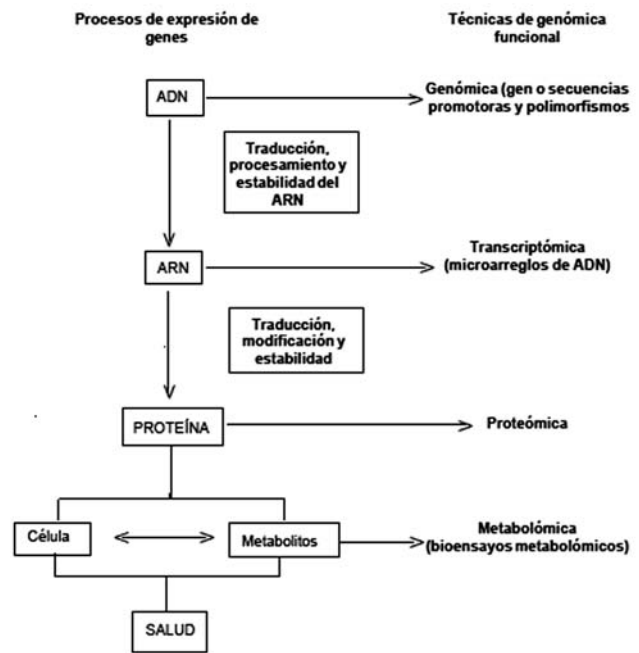 Procesos de expresión de
genes
Técnicas de genómica
funcional
ADN
Genómica (gen o secuencias
promotoras y polimorfismos
Traducción,
procesamiento y
estabilidad del
ARN
ARN
Transcriptómica
(microarreglos de ADN)
Traducción,
modificación y
estabilidad
PROTEÍNA
Proteómica
Célula
Metabolitos
Metabolómica
(bioensayos metabolómicos)
SALUD